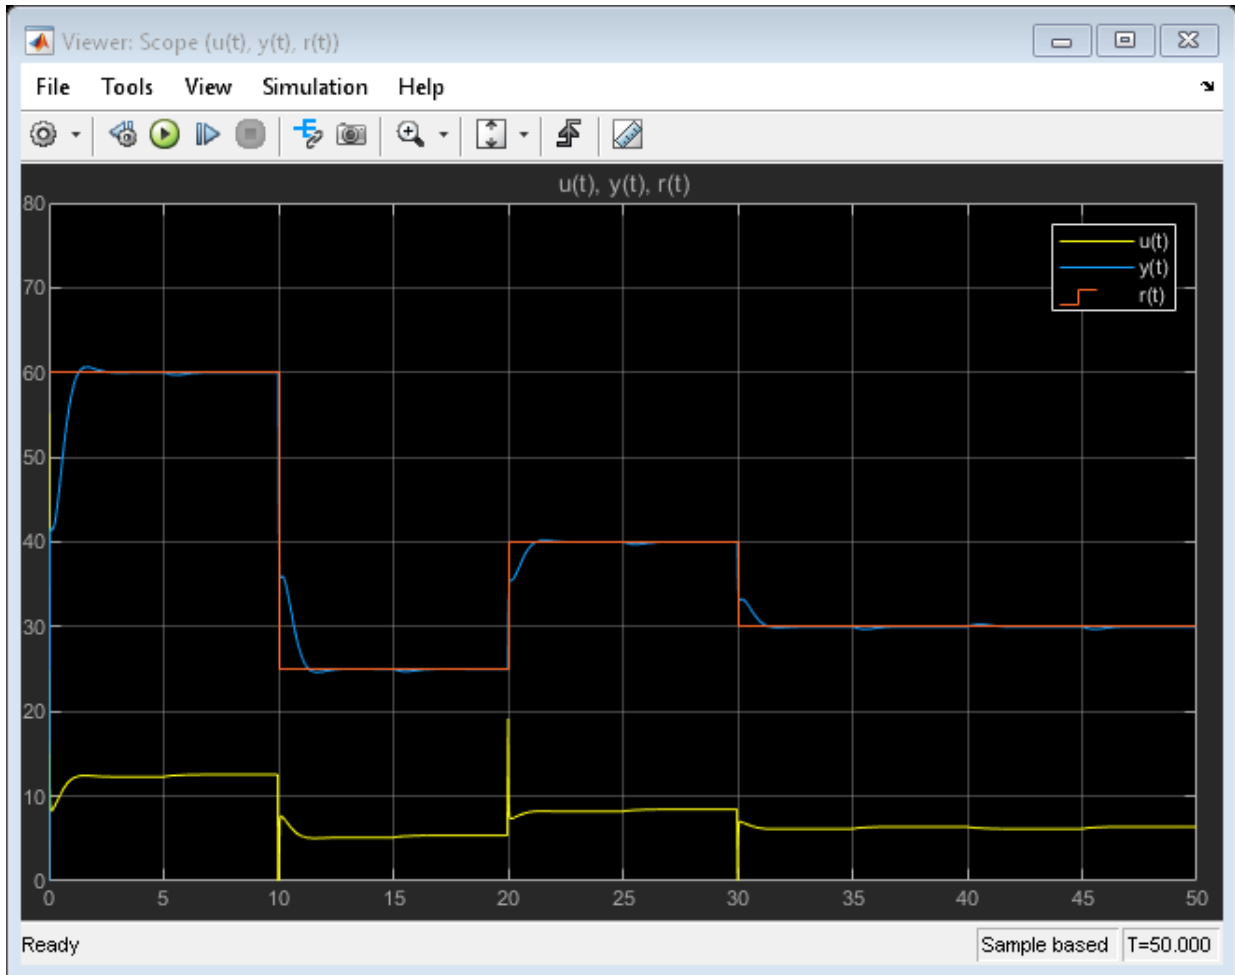 Viewer: Scope (u(t), y(t), r(t))
File Tools View Simulation Help
u(t), y(t), r(t)
80
70
60
50
40
30
20
10
0
u(t)
y(t)
r(t)
0 5 10 15 20 25 30 35 40 45 50
Ready Sample based T=50.000